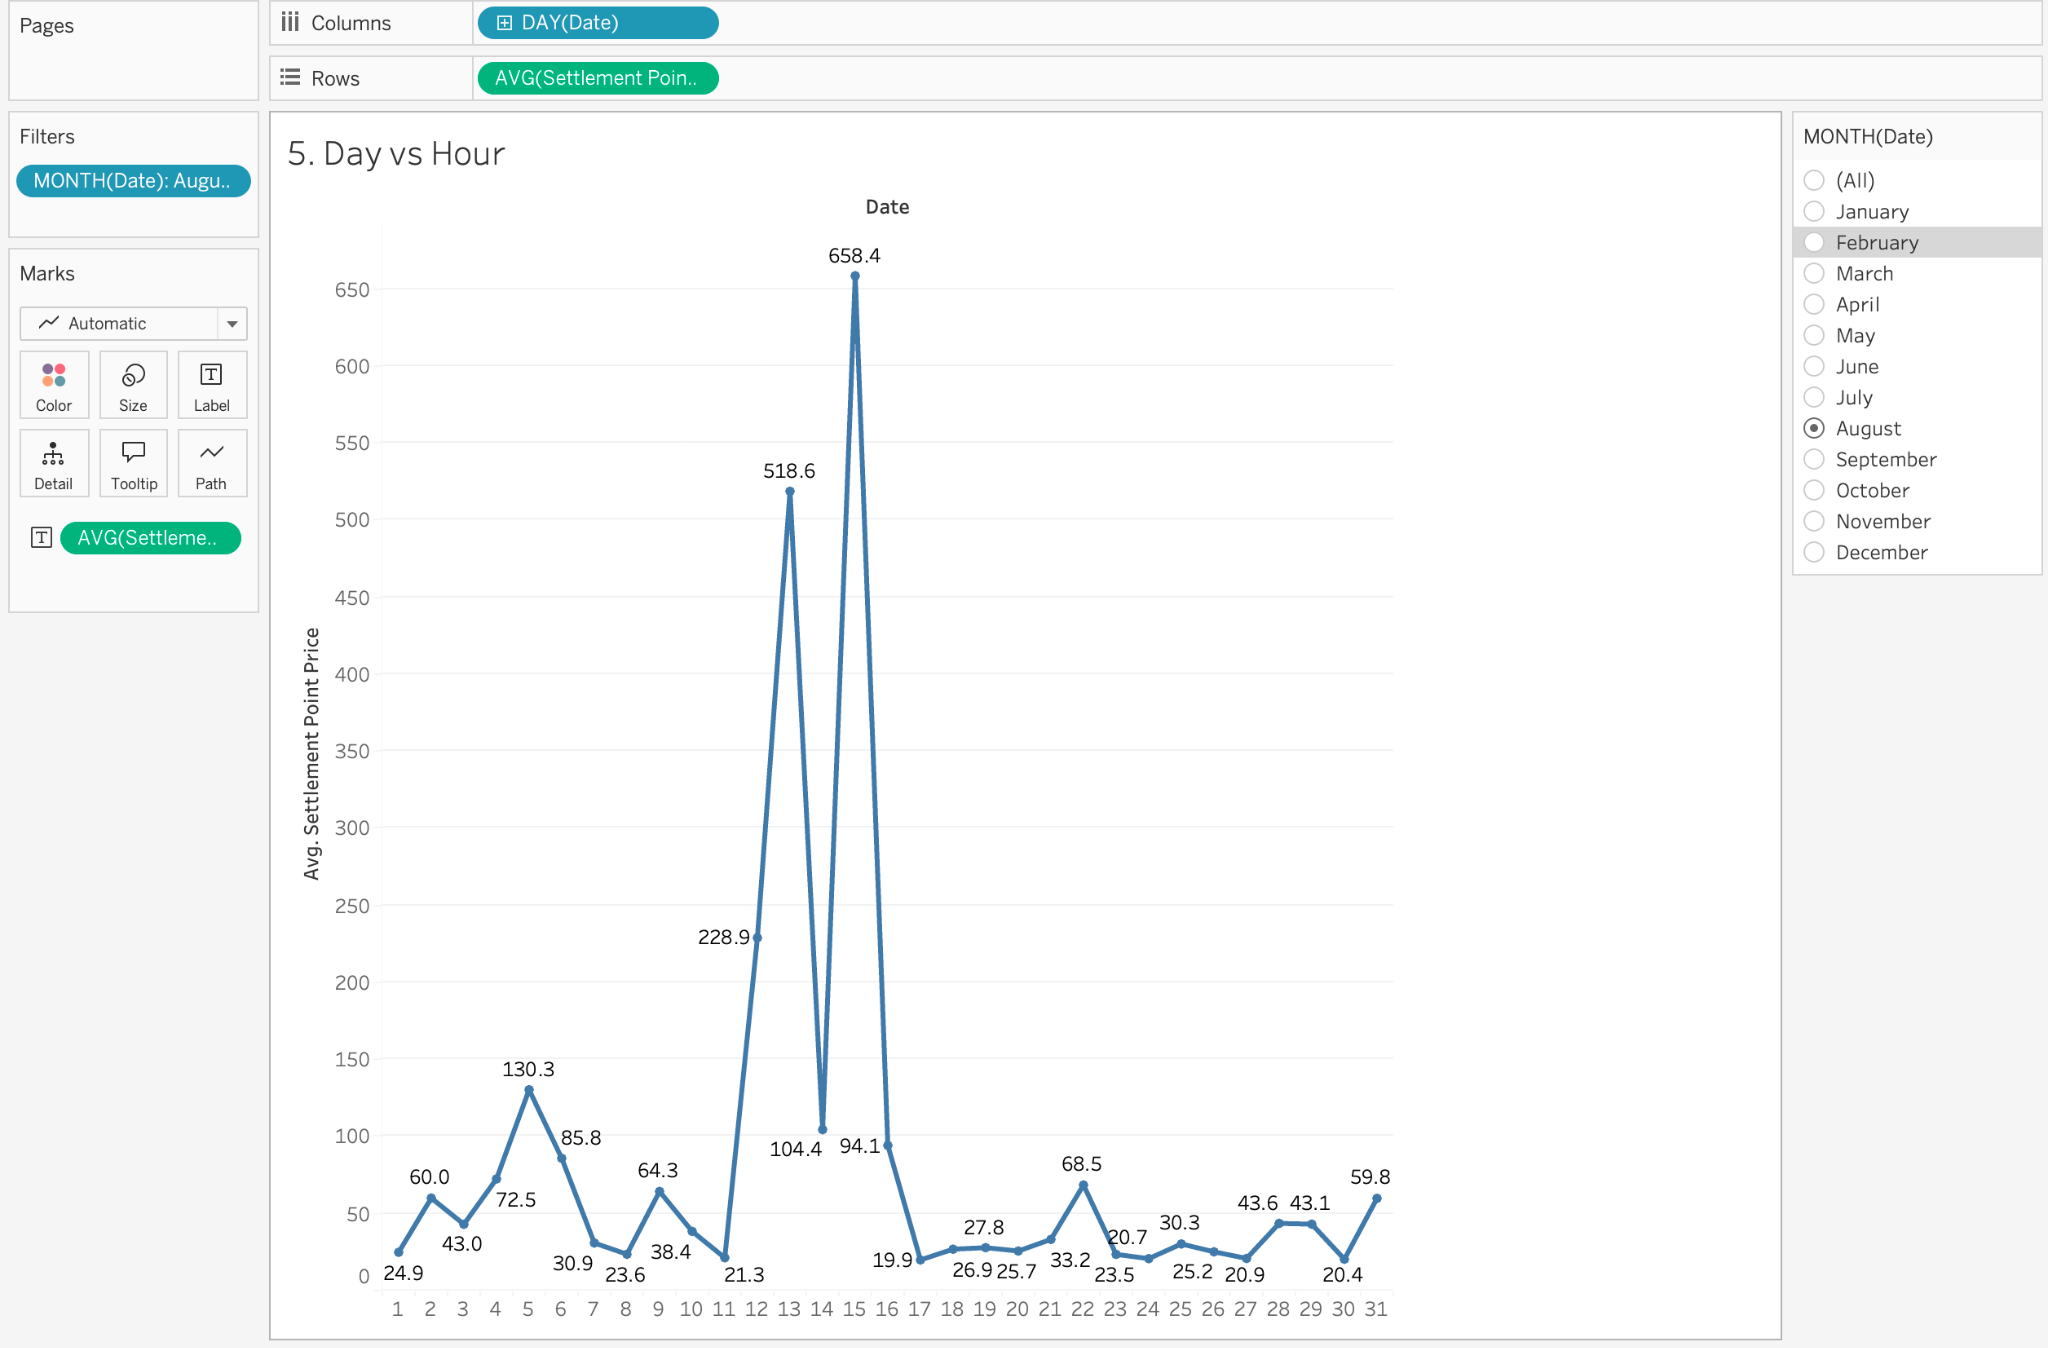 Pages
Columns
DAY(Date)
Rows
AVG(Settlement Poin..
Filters
MONTH(Date): Augu..
Marks
Automatic
Color
Size
Label
Detail
Tooltip
Path
T
AVG(Settleme..
5. Day vs Hour
Date
Avg. Settlement Point Price
650
600
550
500
450
400
350
300
250
200
150
100
50
0
24.9
60.0
43.0
72.5
130.3
85.8
30.9
23.6
64.3
38.4
21.3
228.9
518.6
104.4
658.4
94.1
19.9
26.9
27.8
25.7
33.2
68.5
23.5
20.7
30.3
25.2
20.9
43.6
43.1
20.4
59.8
1 2 3 4 5 6 7 8 9 10 11 12 13 14 15 16 17 18 19 20 21 22 23 24 25 26 27 28 29 30 31
MONTH(Date)
(All)
January
February
March
April
May
June
July
August
September
October
November
December